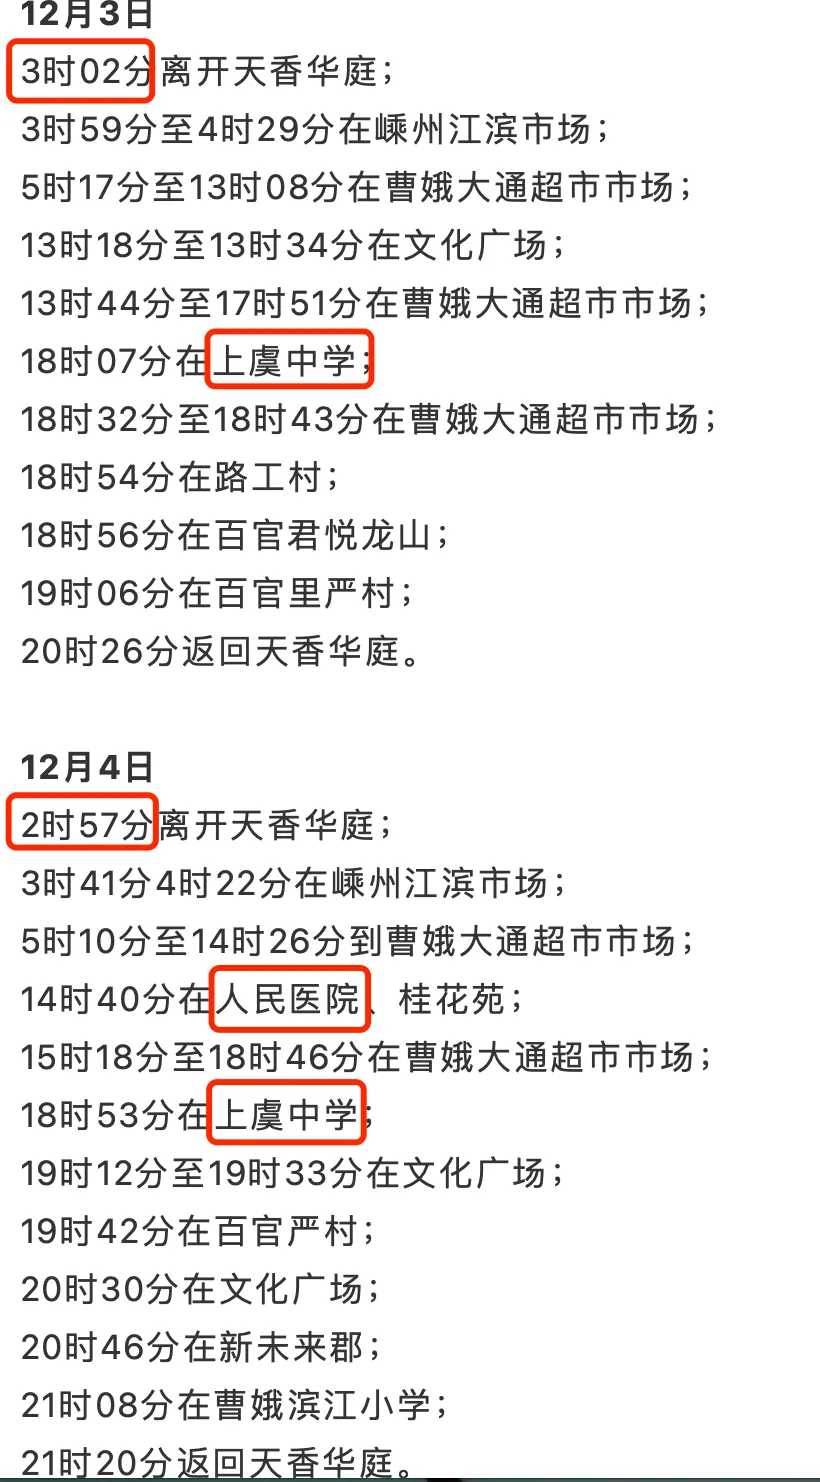 12月3日
3时02分离开天香华庭；
3时59分至4时29分在嵊州江滨市场；
5时17分至13时08分在曹娥大通超市市场；
13时18分至13时34分在文化广场；
13时44分至17时51分在曹娥大通超市市场；
18时07分在上虞中学；
18时32分至18时43分在曹娥大通超市市场；
18时54分在路工村；
18时56分在百官君悦龙山；
19时06分在百官里严村；
20时26分返回天香华庭。
12月4日
2时57分离开天香华庭；
3时41分4时22分在嵊州江滨市场；
5时10分至14时26分到曹娥大通超市市场；
14时40分在人民医院、桂花苑；
15时18分至18时46分在曹娥大通超市市场；
18时53分在上虞中学；
19时12分至19时33分在文化广场；
19时42分在百官严村；
20时30分在文化广场；
20时46分在新未来郡；
21时08分在曹娥滨江小学；
21时20分返回天香华庭。